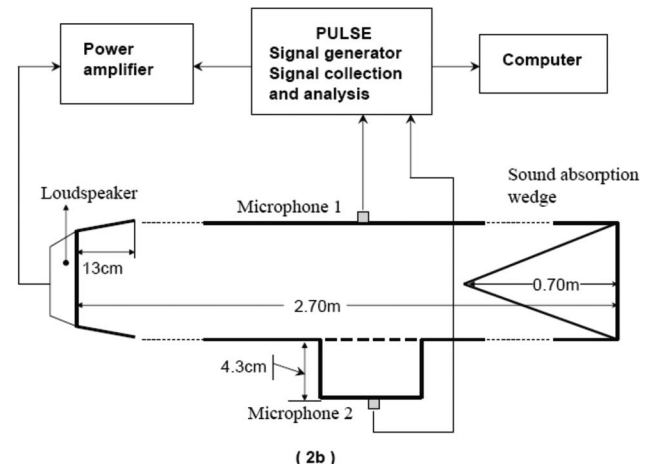 Power
amplifier
PULSE
Signal generator
Signal collection
and analysis
Computer
Sound absorption
wedge
Loudspeaker
Microphone 1
13cm
0.70m
2.70m
4.3cm
Microphone 2
( 2b )